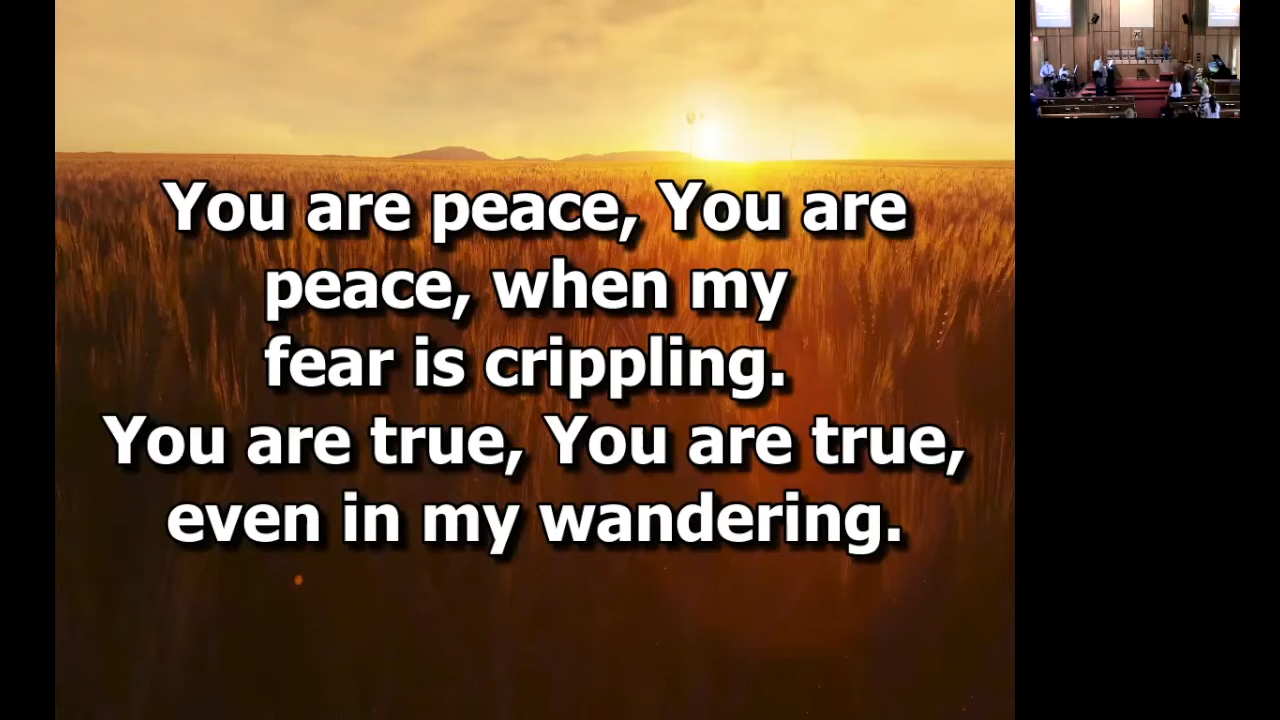 You are peace, You are
peace, when my
fear is crippling.
You are true, You are true,
even in my wandering.